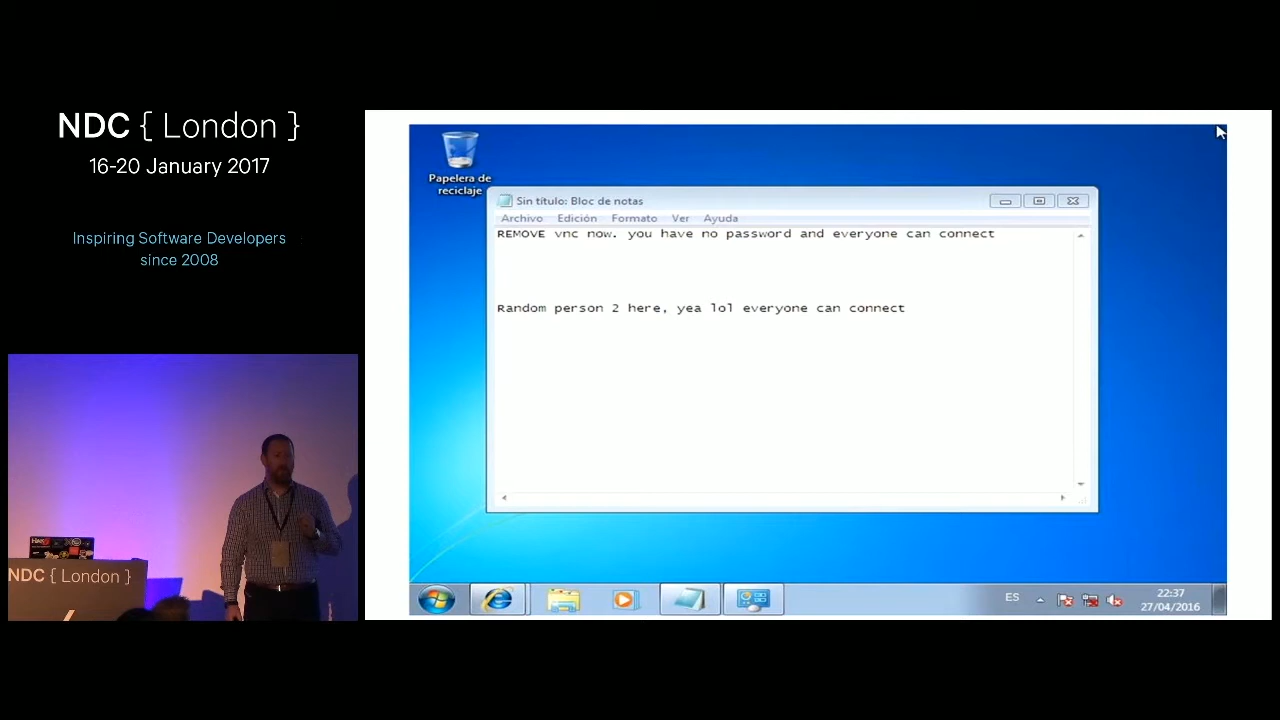 NDC { London }
16-20 January 2017
Inspiring Software Developers
since 2008
NDC { London }
Papelera de
reciclaje
Sin título: Bloc de notas
Archivo Edición Formato Ver Ayuda
REMOVE vnc now. you have no password and everyone can connect
Random person 2 here, yea lol everyone can connect
ES
22:37
27/04/2016